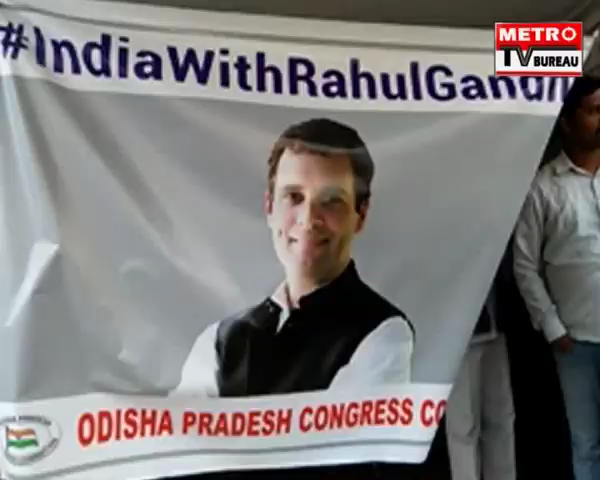 #IndiaWithRahulGandhi
METRO
TV BUREAU
ODISHA PRADESH CONGRESS CO